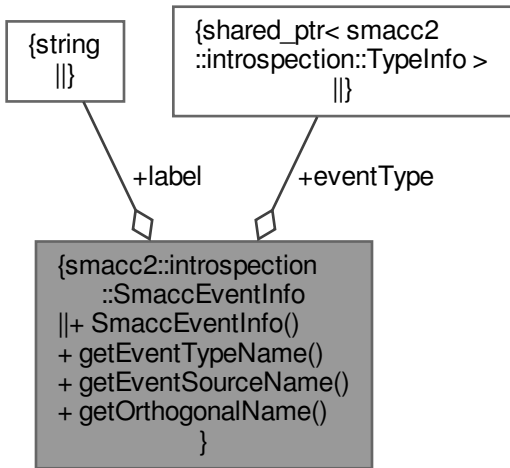 {string
||}
{shared_ptr< smacc2
::introspection::TypeInfo >
||}
+label
+eventType
{smacc2::introspection
::SmaccEventInfo
||+ SmaccEventInfo()
+ getEventTypeName()
+ getEventSourceName()
+ getOrthogonalName()
}